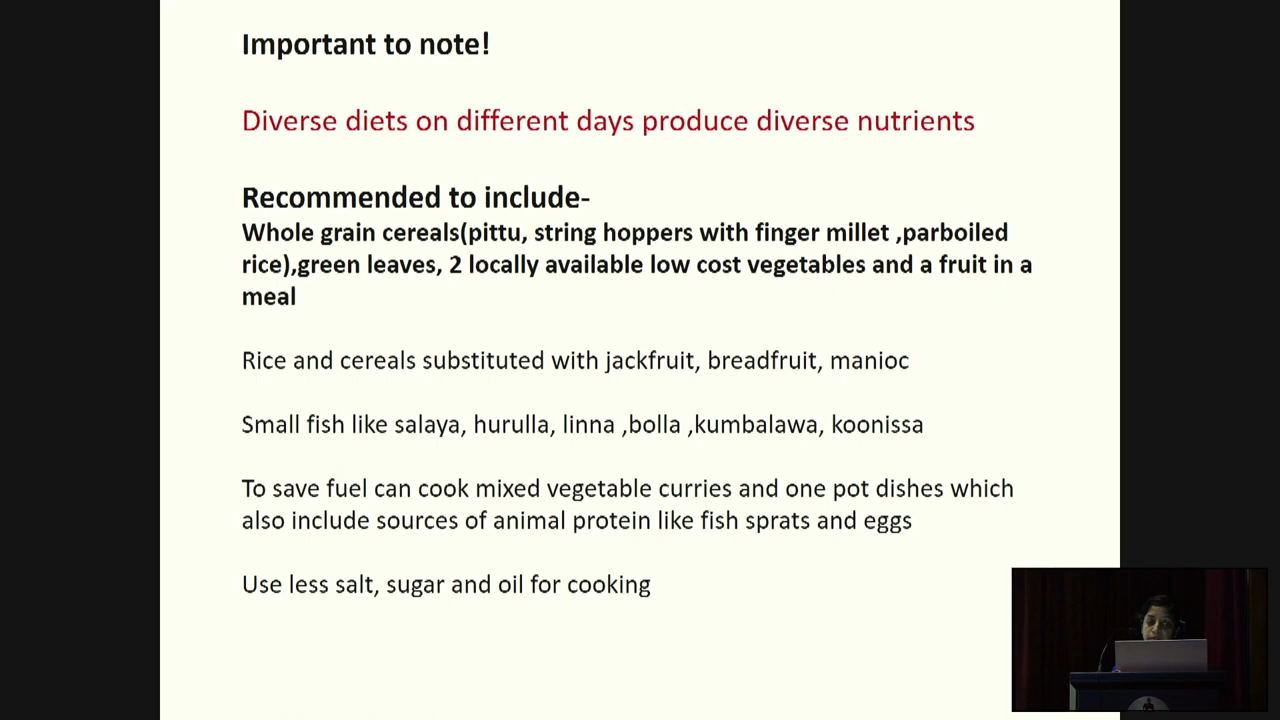 Important to note!
Diverse diets on different days produce diverse nutrients
Recommended to include-
Whole grain cereals(pittu, string hoppers with finger millet ,parboiled
rice),green leaves, 2 locally available low cost vegetables and a fruit in a
meal
Rice and cereals substituted with jackfruit, breadfruit, manioc
Small fish like salaya, hurulla, linna ,bolla ,kumbalawa, koonissa
To save fuel can cook mixed vegetable curries and one pot dishes which
also include sources of animal protein like fish sprats and eggs
Use less salt, sugar and oil for cooking